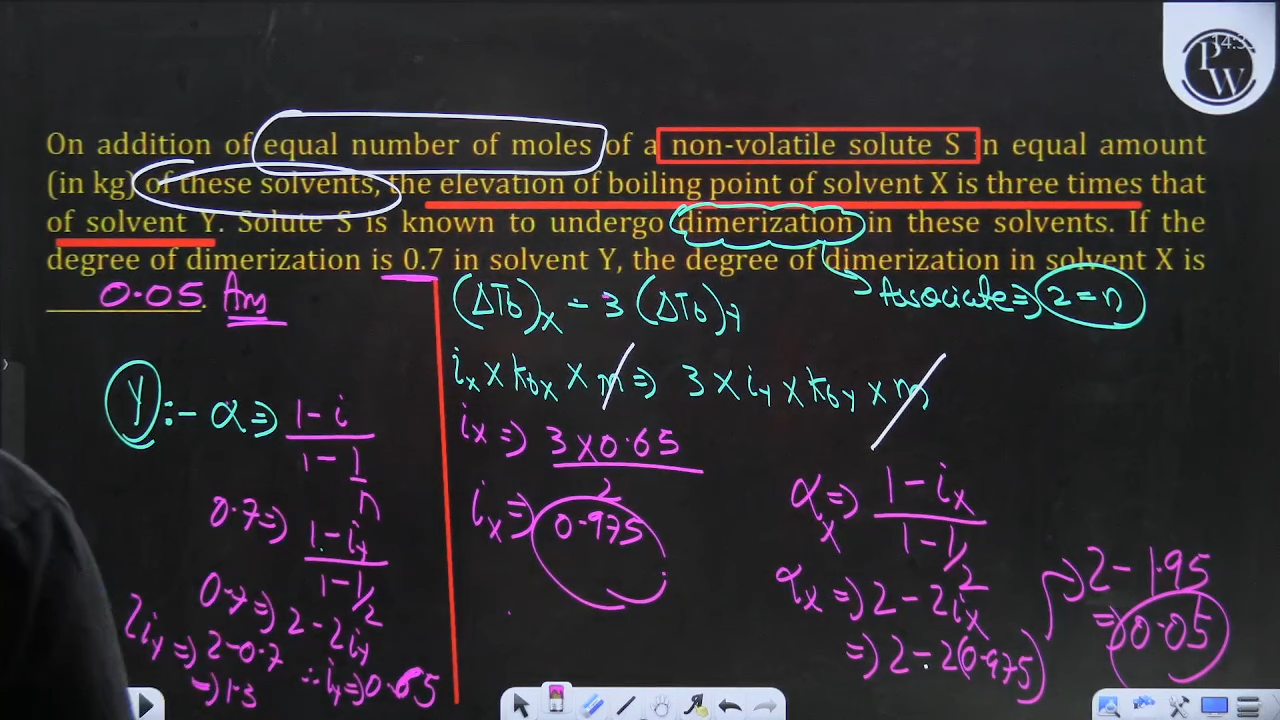 14:3
PW
On addition of equal number of moles of a non-volatile solute S in equal amount
(in kg) of these solvents, the elevation of boiling point of solvent X is three times that
of solvent Y. Solute S is known to undergo dimerization in these solvents. If the
degree of dimerization is 0.7 in solvent Y, the degree of dimerization in solvent X is
0.05. Ans
→ Associate ⇒ 2 = n
(ΔTb)X = 3 (ΔTb)Y
iX × KbX × m ⇒ 3 × iY × KbY × m
iX ⇒ 3 × 0.65 / 2
iX ⇒ 0.975
Y :- α ⇒ 1 - i / 1 - 1/n
0.7 ⇒ 1 - iY / 1 - 1/2
0.7 ⇒ 2 - 2iY
2iY ⇒ 2 - 0.7
⇒ 1.3
∴ iY ⇒ 0.65
αX ⇒ 1 - iX / 1 - 1/2
αX ⇒ 2 - 2iX
⇒ 2 - 2(0.975)
→ 2 - 1.95
⇒ 0.05